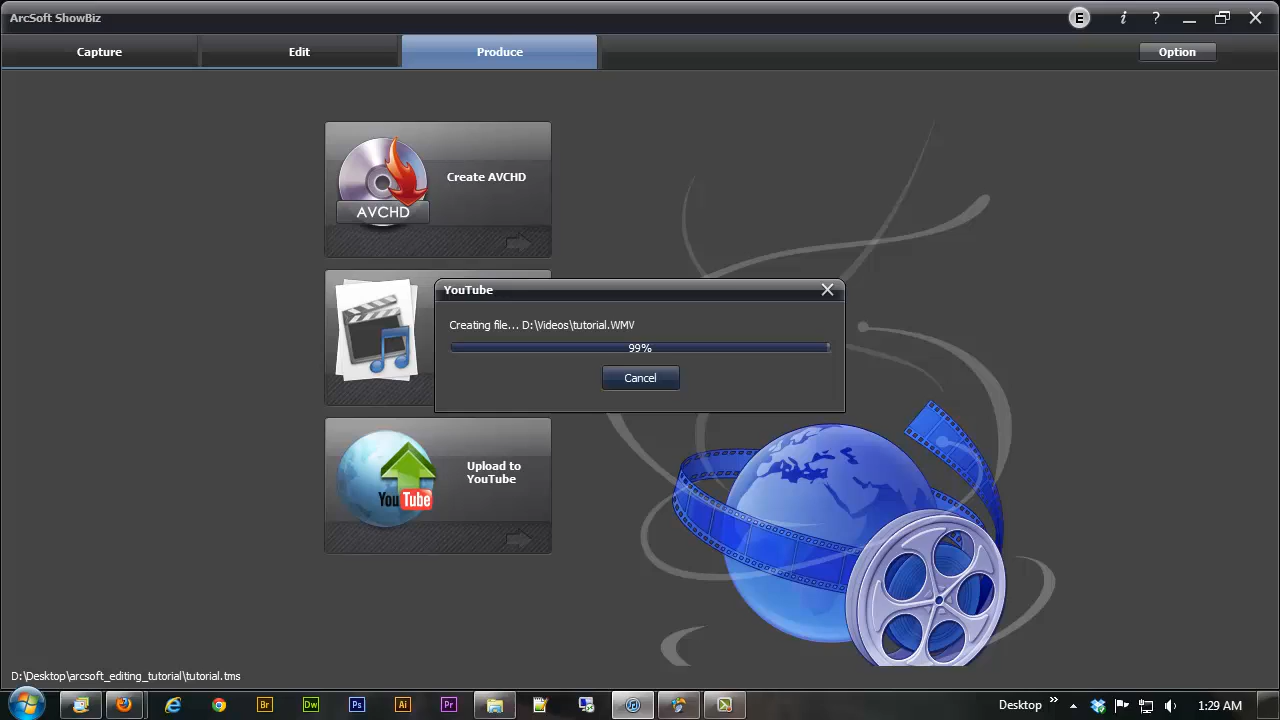 ArcSoft ShowBiz
E i ?
Capture Edit Produce Option
Create AVCHD
AVCHD
YouTube
Creating file... D:\Videos\tutorial.WMV
99%
Cancel
Upload to
YouTube
You Tube
D:\Desktop\arcsoft_editing_tutorial\tutorial.tms
Br Dw Ps Ai Pr Desktop » 1:29 AM